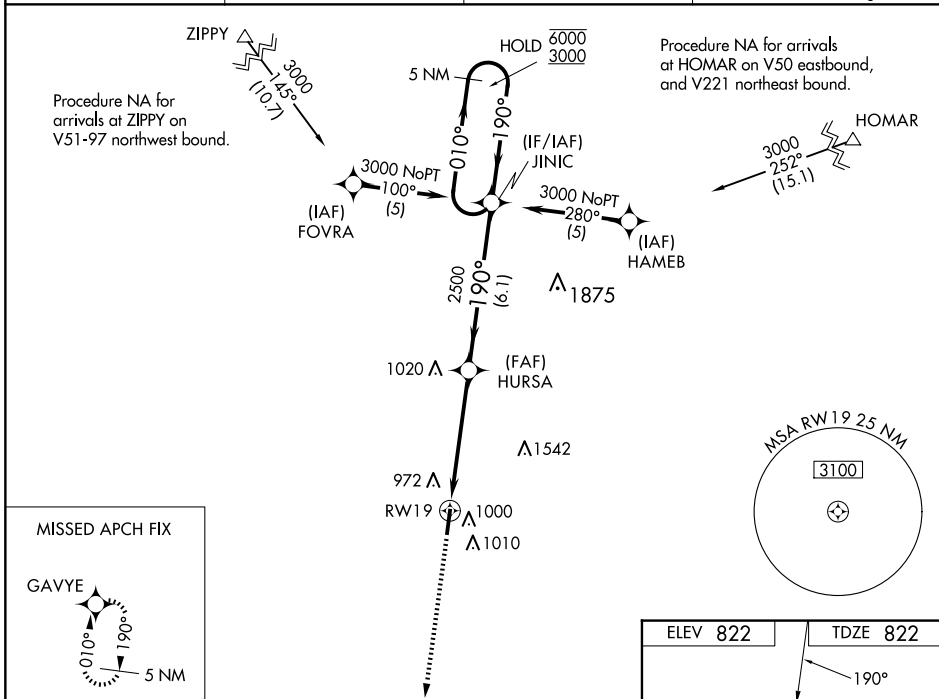 ZIPPY
3000
145°
(10.7)
Procedure NA for
arrivals at ZIPPY on
V51-97 northwest bound.
HOLD 6000
3000
5 NM
010°
190°
(IF/IAF)
JINIC
Procedure NA for arrivals
at HOMAR on V50 eastbound,
and V221 northeast bound.
HOMAR
3000
252°
(15.1)
3000 NoPT
100°
(5)
(IAF)
FOVRA
3000 NoPT
280°
(5)
(IAF)
HAMEB
2500
190°
(6.1)
1875
1020
(FAF)
HURSA
1542
972
RW19
1000
1010
MSA RW19 25 NM
3100
MISSED APCH FIX
GAVYE
010°
190°
5 NM
ELEV 822
TDZE 822
190°